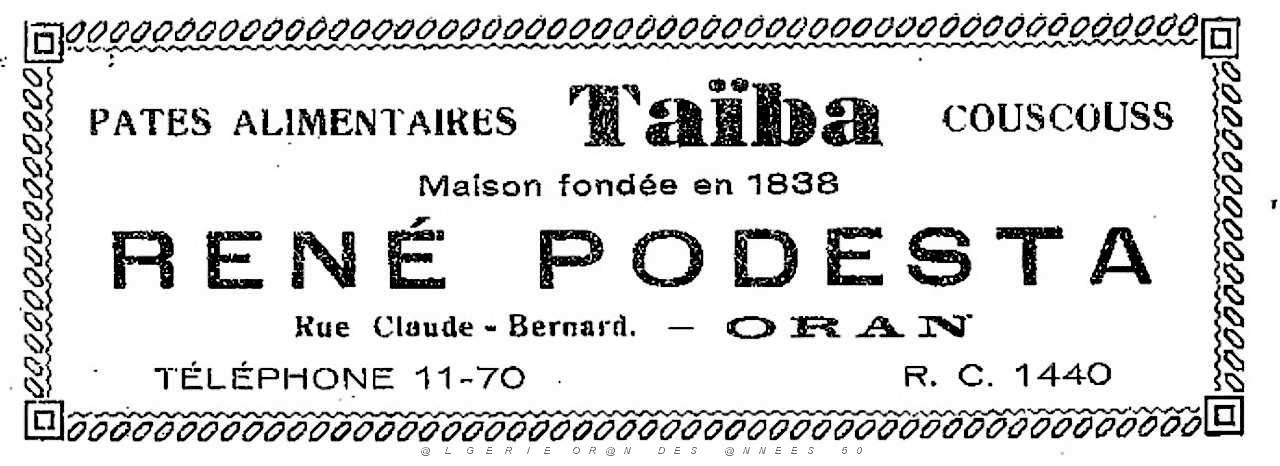 PATES ALIMENTAIRES Taïba COUSCOUSS
Maison fondée en 1838
RENÉ PODESTA
Rue Claude-Bernard. — ORAN
TÉLÉPHONE 11-70 R. C. 1440
@LGERIE OR@N DES @NNEES 60